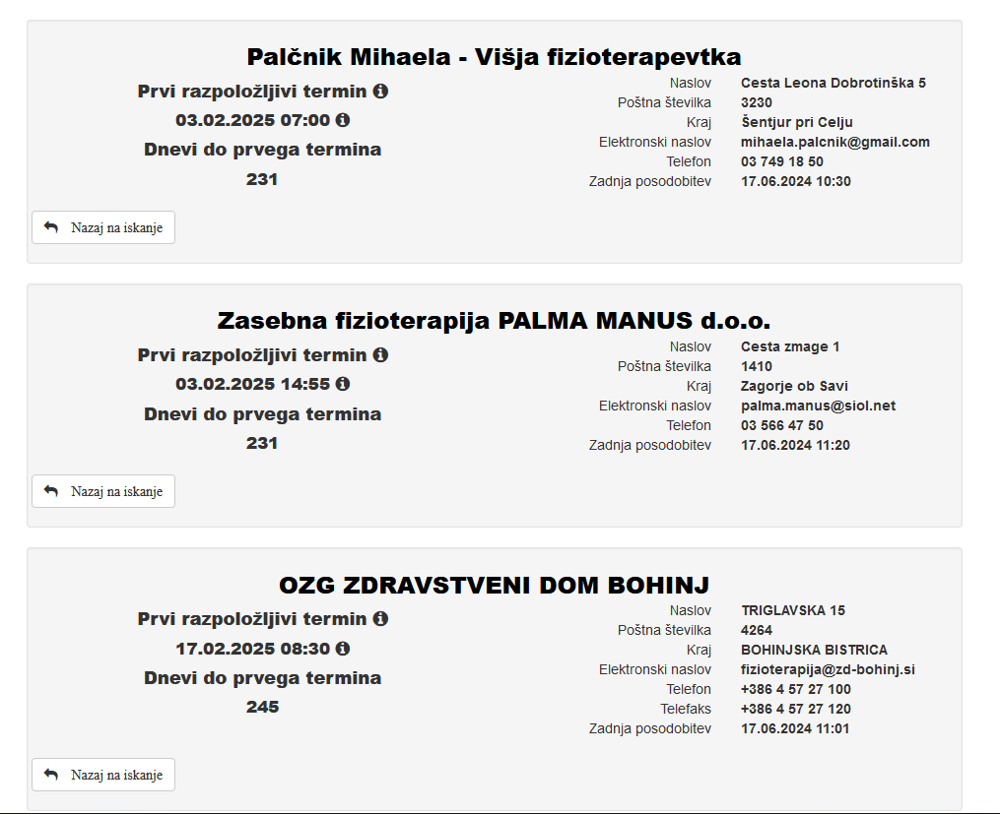 Palčnik Mihaela - Višja fizioterapevtka
Prvi razpoložljivi termin
03.02.2025 07:00
Dnevi do prvega termina
231
Naslov Cesta Leona Dobrotinška 5
Poštna številka 3230
Kraj Šentjur pri Celju
Elektronski naslov mihaela.palcnik@gmail.com
Telefon 03 749 18 50
Zadnja posodobitev 17.06.2024 10:30
Nazaj na iskanje
Zasebna fizioterapija PALMA MANUS d.o.o.
Prvi razpoložljivi termin
03.02.2025 14:55
Dnevi do prvega termina
231
Naslov Cesta zmage 1
Poštna številka 1410
Kraj Zagorje ob Savi
Elektronski naslov palma.manus@siol.net
Telefon 03 566 47 50
Zadnja posodobitev 17.06.2024 11:20
Nazaj na iskanje
OZG ZDRAVSTVENI DOM BOHINJ
Prvi razpoložljivi termin
17.02.2025 08:30
Dnevi do prvega termina
245
Naslov TRIGLAVSKA 15
Poštna številka 4264
Kraj BOHINJSKA BISTRICA
Elektronski naslov fizioterapija@zd-bohinj.si
Telefon +386 4 57 27 100
Telefaks +386 4 57 27 120
Zadnja posodobitev 17.06.2024 11:01
Nazaj na iskanje